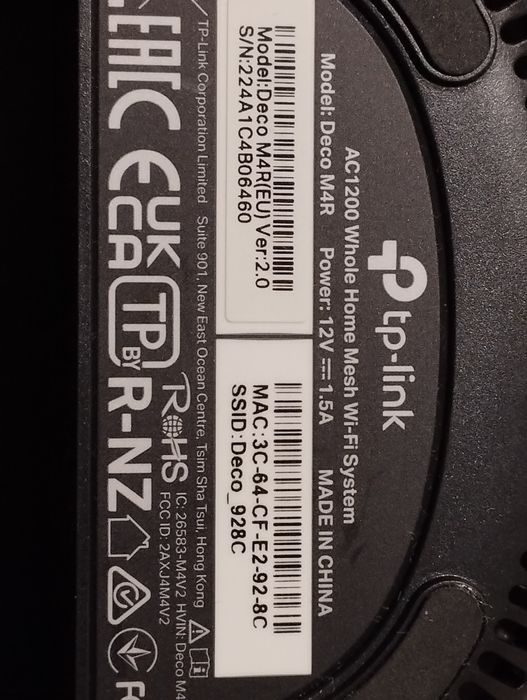 tp-link
AC1200 Whole Home Mesh Wi-Fi System
Model: Deco M4R Power: 12V ⎓ 1.5A MADE IN CHINA
Model:Deco M4R(EU) Ver:2.0
S/N:224A1C4B06460
MAC:3C-64-CF-E2-92-8C
SSID:Deco_928C
TP-Link Corporation Limited Suite 901, New East Ocean Centre, Tsim Sha Tsui, Hong Kong
RoHS
IC: 26583-M4V2 HVIN: Deco M4
FCC ID: 2AXJ4M4V2
EAC CE UKCA TP BY R-NZ